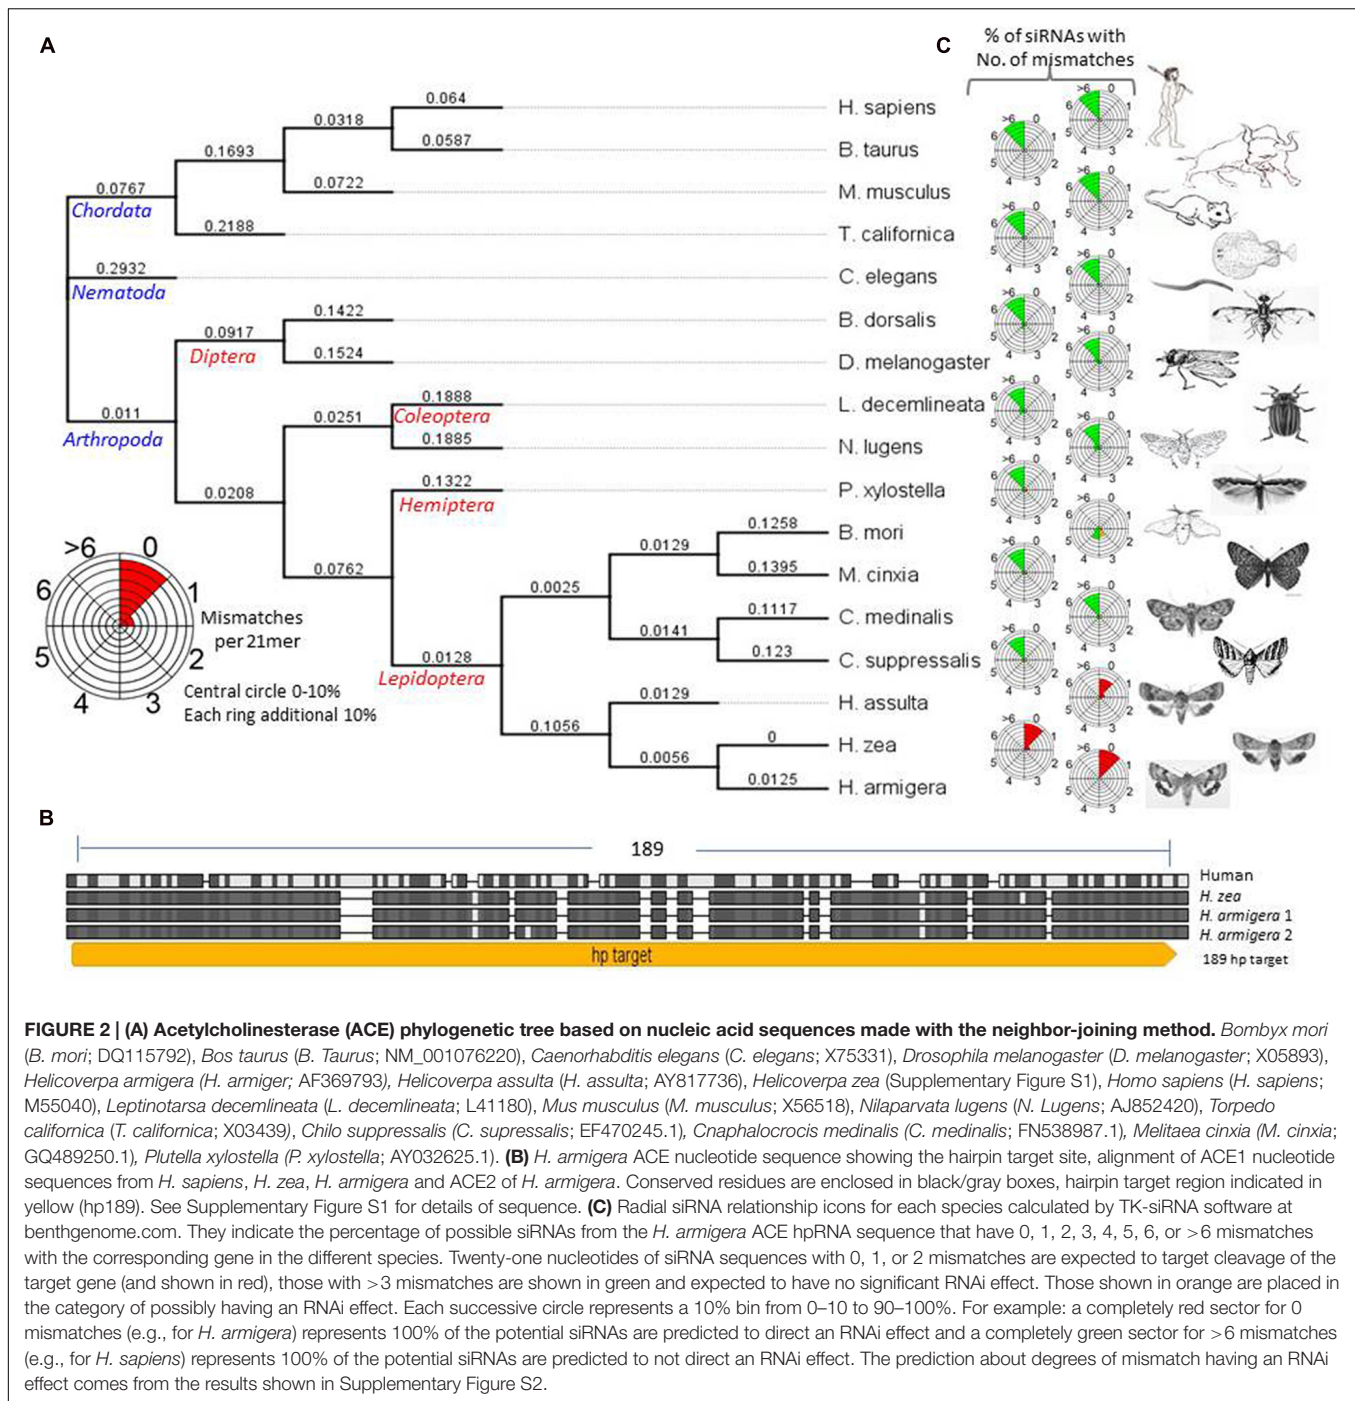 A
C
% of siRNAs with
No. of mismatches
0.064
H. sapiens
0.0318
0.0587
B. taurus
0.1693
0.0722
M. musculus
0.0767
Chordata
0.2188
T. californica
0.2932
Nematoda
C. elegans
0.1422
B. dorsalis
0.0917
Diptera
0.1524
D. melanogaster
0.011
Arthropoda
0.1888
Coleoptera
L. decemlineata
0.0251
0.1885
N. lugens
0.0208
0.1322
Hemiptera
P. xylostella
0.1258
B. mori
0.0129
0.1395
M. cinxia
0.0762
0.0025
0.1117
C. medinalis
0.0141
0.123
C. suppressalis
0.0128
Lepidoptera
0.0129
H. assulta
0.1056
0
H. zea
0.0056
0.0125
H. armigera
>6 0
6 1
5 2
4 3
Mismatches
per 21mer
Central circle 0-10%
Each ring additional 10%
B
189
Human
H. zea
H. armigera 1
H. armigera 2
hp target
189 hp target
FIGURE 2 | (A) Acetylcholinesterase (ACE) phylogenetic tree based on nucleic acid sequences made with the neighbor-joining method. Bombyx mori
(B. mori; DQ115792), Bos taurus (B. Taurus; NM_001076220), Caenorhabditis elegans (C. elegans; X75331), Drosophila melanogaster (D. melanogaster; X05893),
Helicoverpa armigera (H. armiger; AF369793), Helicoverpa assulta (H. assulta; AY817736), Helicoverpa zea (Supplementary Figure S1), Homo sapiens (H. sapiens;
M55040), Leptinotarsa decemlineata (L. decemlineata; L41180), Mus musculus (M. musculus; X56518), Nilaparvata lugens (N. Lugens; AJ852420), Torpedo
californica (T. californica; X03439), Chilo suppressalis (C. supressalis; EF470245.1), Cnaphalocrocis medinalis (C. medinalis; FN538987.1), Melitaea cinxia (M. cinxia;
GQ489250.1), Plutella xylostella (P. xylostella; AY032625.1). (B) H. armigera ACE nucleotide sequence showing the hairpin target site, alignment of ACE1 nucleotide
sequences from H. sapiens, H. zea, H. armigera and ACE2 of H. armigera. Conserved residues are enclosed in black/gray boxes, hairpin target region indicated in
yellow (hp189). See Supplementary Figure S1 for details of sequence. (C) Radial siRNA relationship icons for each species calculated by TK-siRNA software at
benthgenome.com. They indicate the percentage of possible siRNAs from the H. armigera ACE hpRNA sequence that have 0, 1, 2, 3, 4, 5, 6, or >6 mismatches
with the corresponding gene in the different species. Twenty-one nucleotides of siRNA sequences with 0, 1, or 2 mismatches are expected to target cleavage of the
target gene (and shown in red), those with >3 mismatches are shown in green and expected to have no significant RNAi effect. Those shown in orange are placed in
the category of possibly having an RNAi effect. Each successive circle represents a 10% bin from 0–10 to 90–100%. For example: a completely red sector for 0
mismatches (e.g., for H. armigera) represents 100% of the potential siRNAs are predicted to direct an RNAi effect and a completely green sector for >6 mismatches
(e.g., for H. sapiens) represents 100% of the potential siRNAs are predicted to not direct an RNAi effect. The prediction about degrees of mismatch having an RNAi
effect comes from the results shown in Supplementary Figure S2.